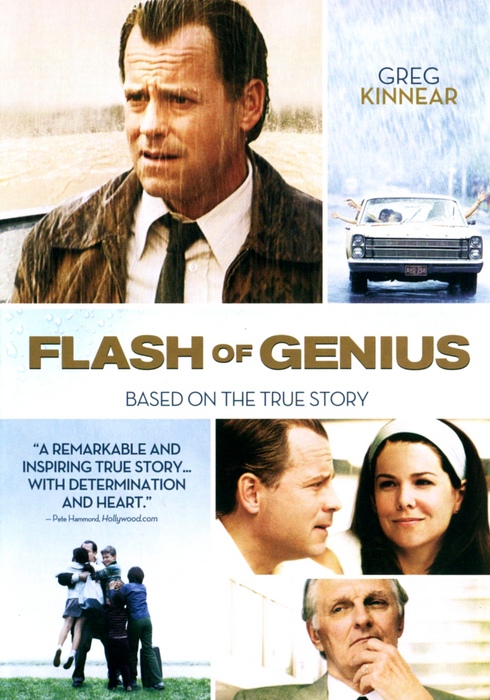 GREG
KINNEAR
FLASH OF GENIUS
BASED ON THE TRUE STORY
“A REMARKABLE AND
INSPIRING TRUE STORY...
WITH DETERMINATION
AND HEART.”
— Pete Hammond, Hollywood.com